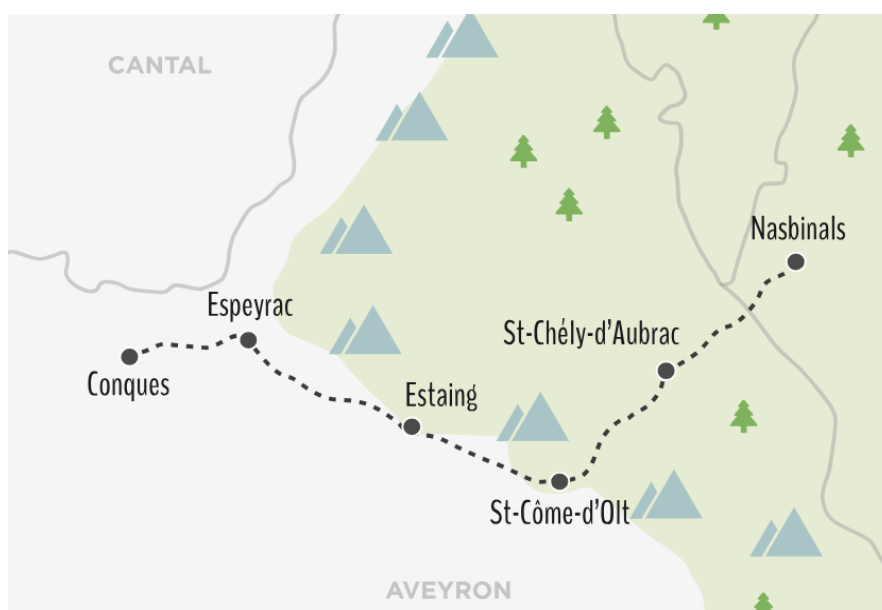 CANTAL
Nasbinals
Espeyrac
St-Chély-d'Aubrac
Conques
Estaing
St-Côme-d'Olt
AVEYRON